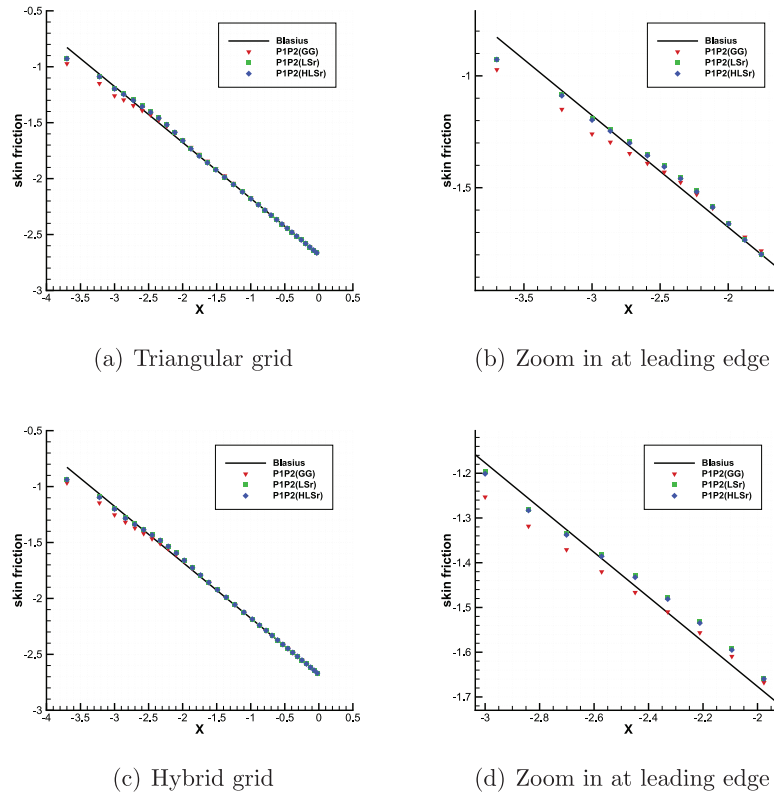 -0.5
-1
-1.5
-2
-2.5
-3
skin friction
-4 -3.5 -3 -2.5 -2 -1.5 -1 -0.5 0 0.5
X
Blasius
P1P2(GG)
P1P2(LSr)
P1P2(HLSr)
(a) Triangular grid
-1
-1.5
skin friction
-3.5 -3 -2.5 -2
X
Blasius
P1P2(GG)
P1P2(LSr)
P1P2(HLSr)
(b) Zoom in at leading edge
-0.5
-1
-1.5
-2
-2.5
-3
skin friction
-4 -3.5 -3 -2.5 -2 -1.5 -1 -0.5 0 0.5
X
Blasius
P1P2(GG)
P1P2(LSr)
P1P2(HLSr)
(c) Hybrid grid
-1.2
-1.3
-1.4
-1.5
-1.6
-1.7
skin friction
-3 -2.8 -2.6 -2.4 -2.2 -2
X
Blasius
P1P2(GG)
P1P2(LSr)
P1P2(HLSr)
(d) Zoom in at leading edge